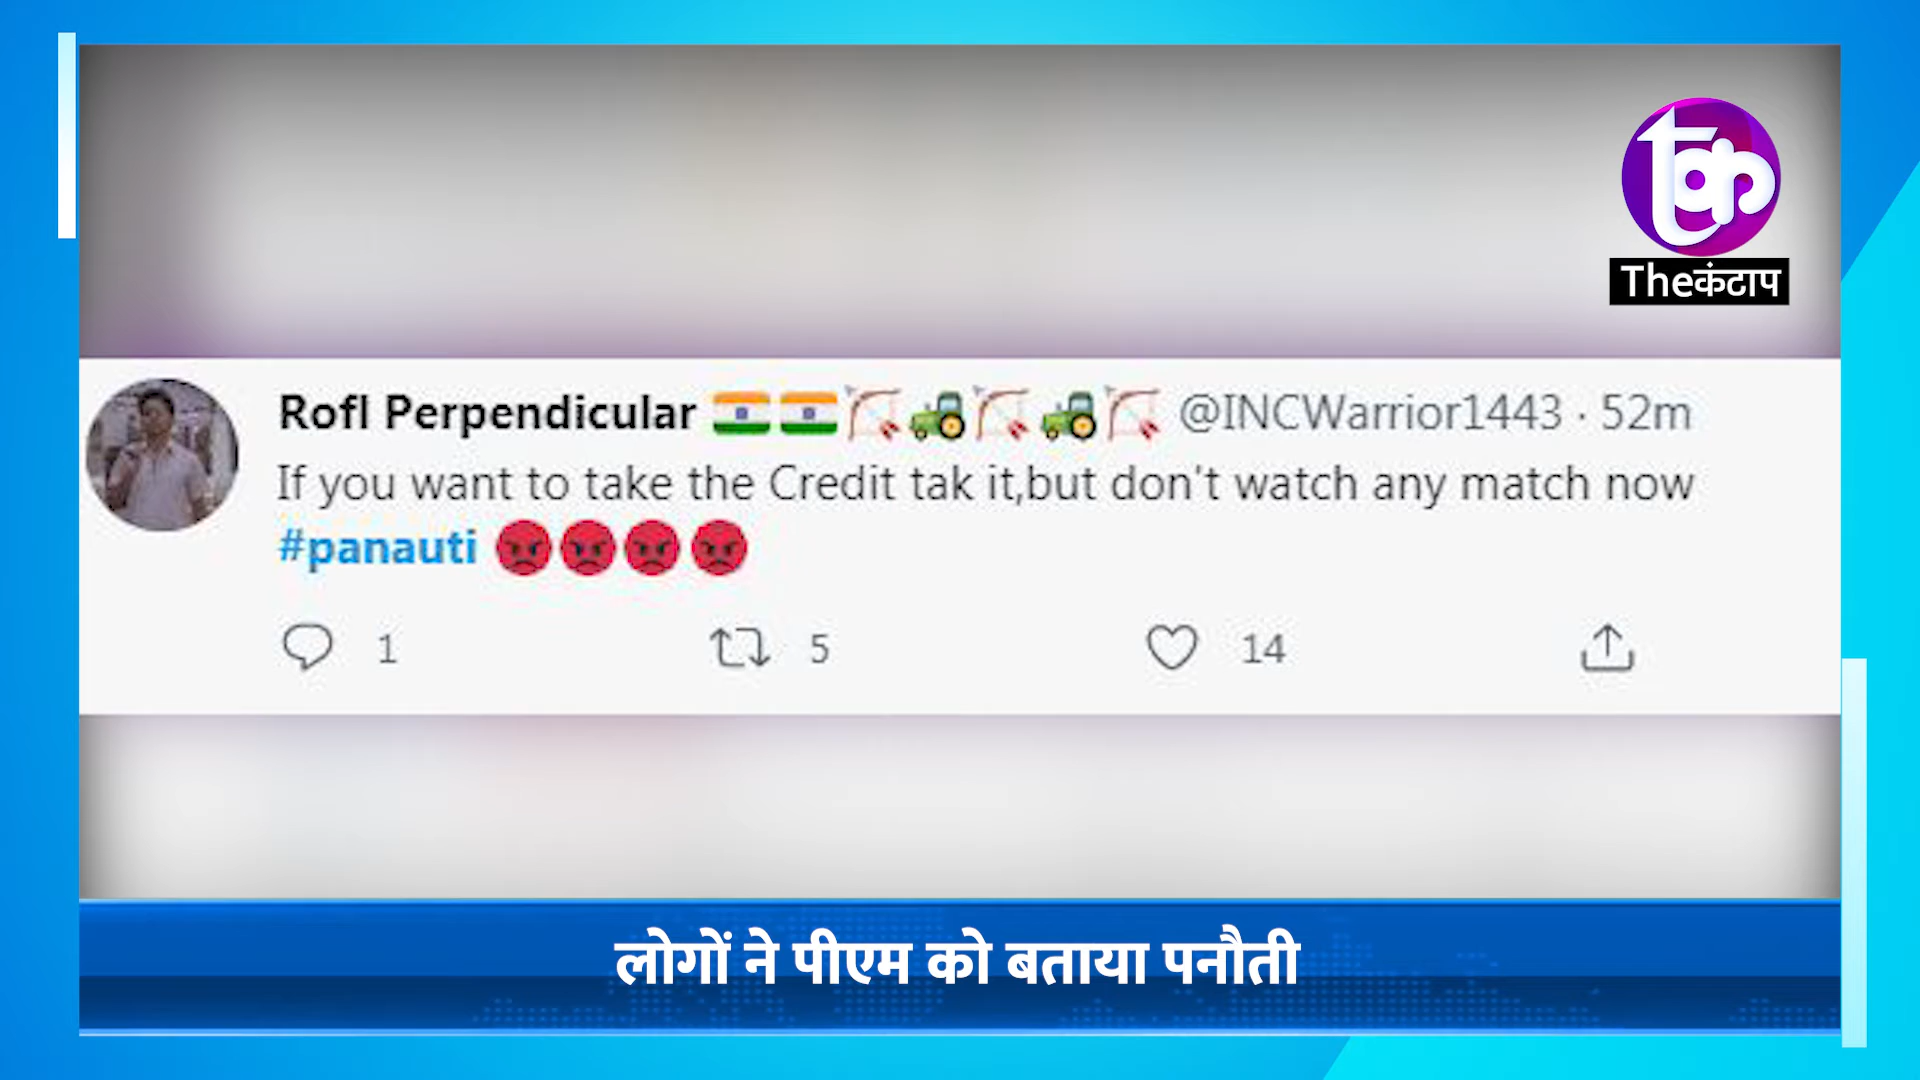 top
Theकंटाप
Rofl Perpendicular 🇮🇳🇮🇳🏹🚜🏹🚜🏹 @INCWarrior1443 · 52m
If you want to take the Credit tak it,but don't watch any match now
#panauti 😡😡😡😡
1 5 14
लोगों ने पीएम को बताया पनौती